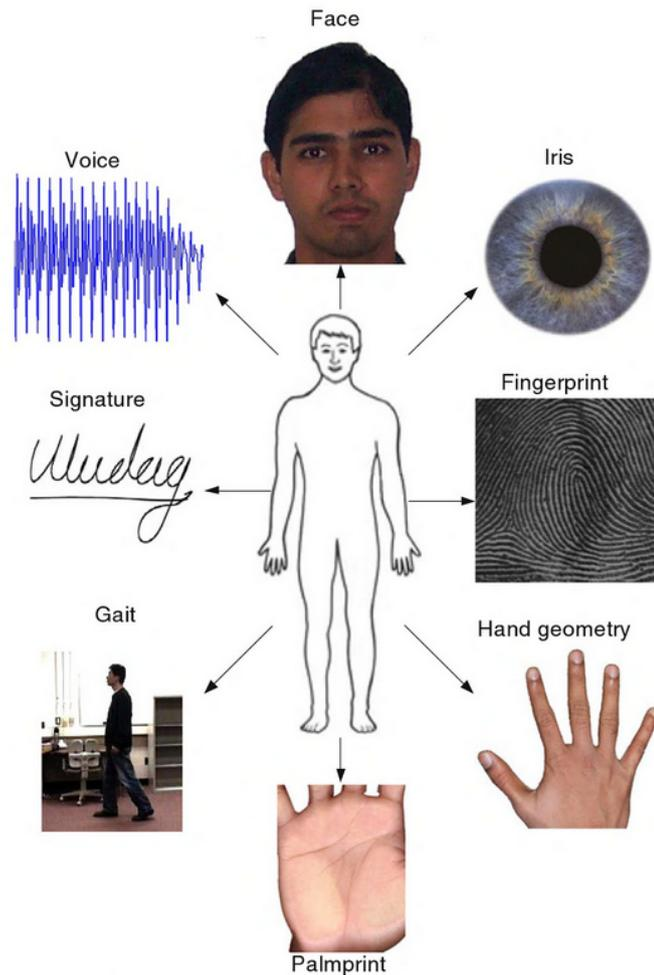 Face
Voice
Iris
Fingerprint
Signature
Gait
Hand geometry
Palmprint